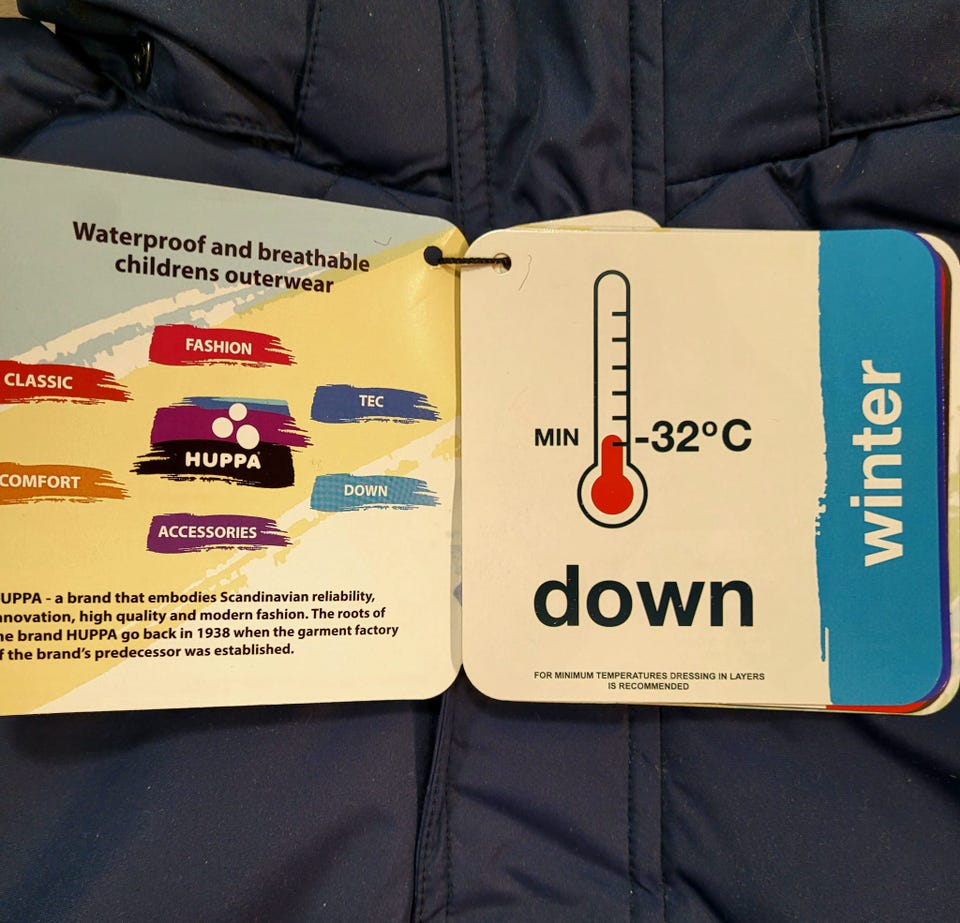 Waterproof and breathable
childrens outerwear
FASHION
CLASSIC
TEC
HUPPA
COMFORT
DOWN
ACCESSORIES
UPPA - a brand that embodies Scandinavian reliability,
nnovation, high quality and modern fashion. The roots of
he brand HUPPA go back in 1938 when the garment factory
f the brand's predecessor was established.
MIN -32ºC
down
FOR MINIMUM TEMPERATURES DRESSING IN LAYERS
IS RECOMMENDED
winter